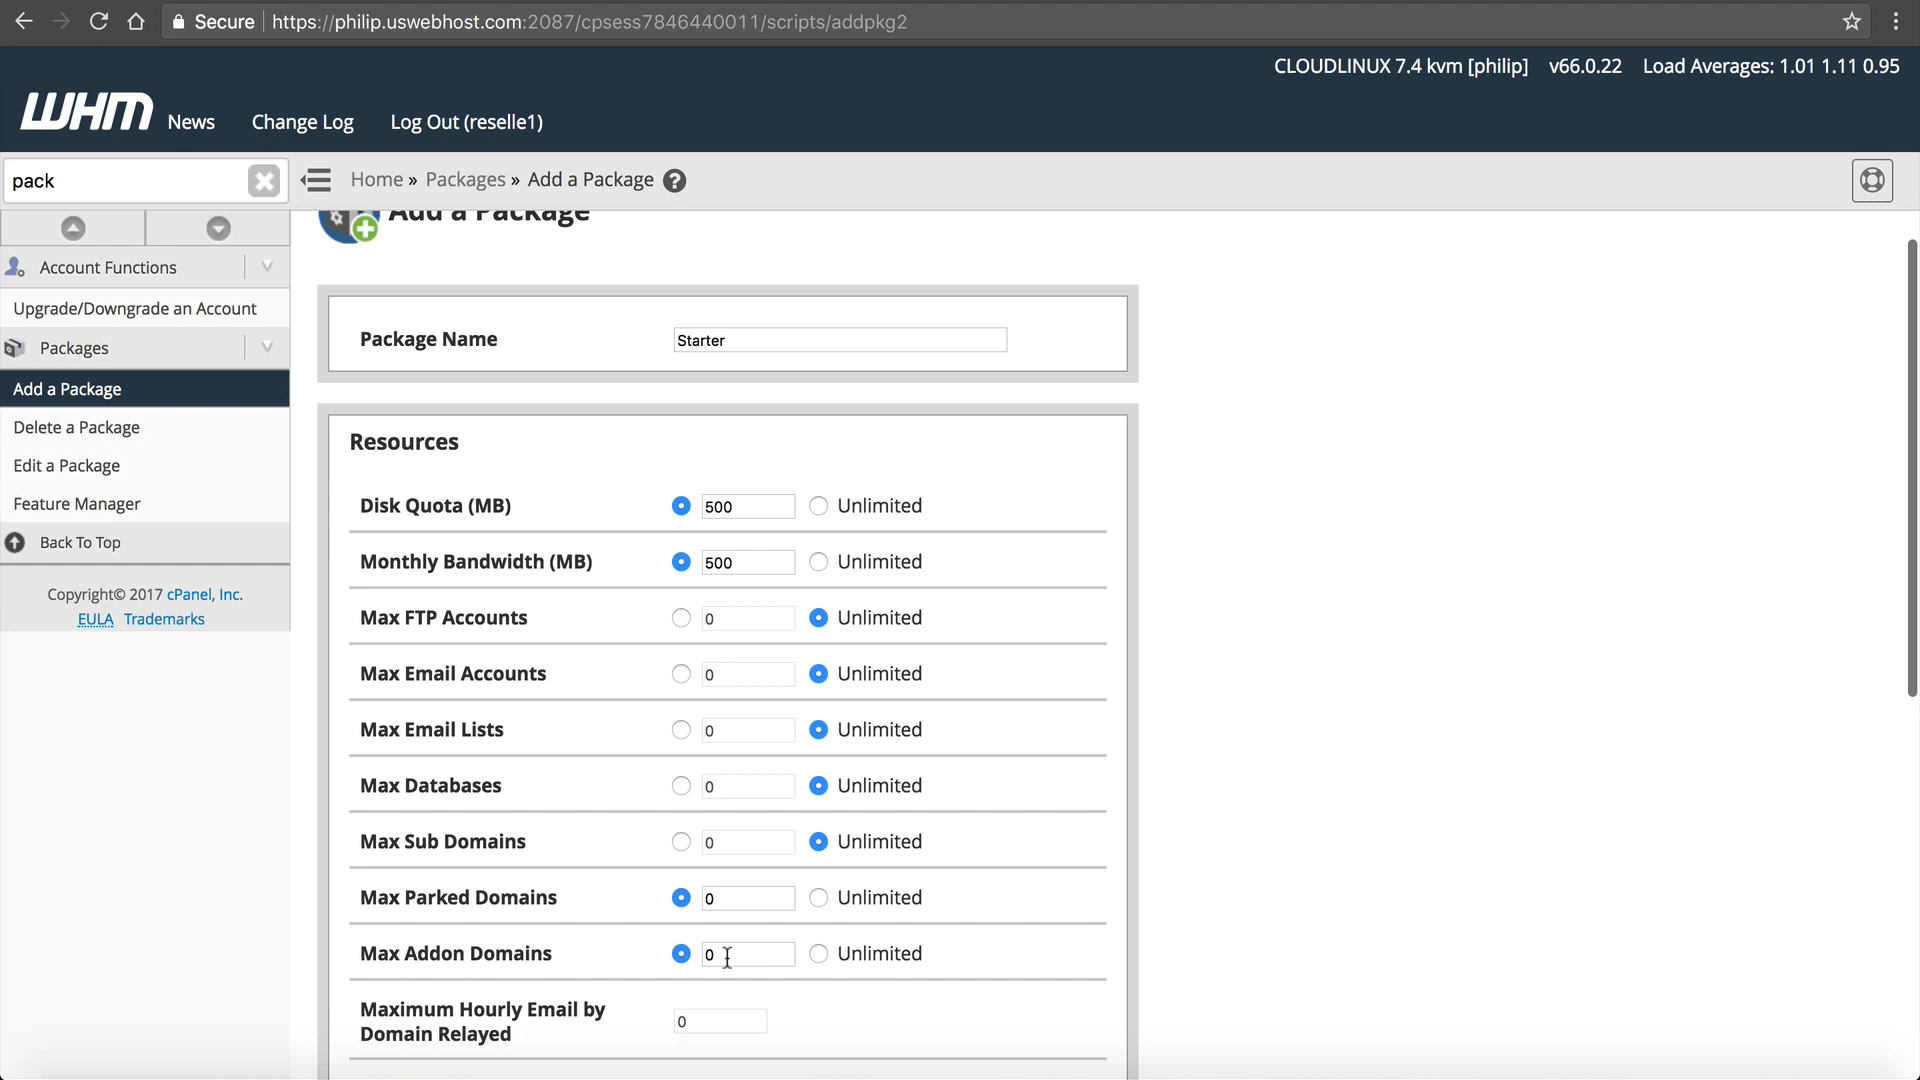 Secure https://philip.uswebhost.com:2087/cpsess7846440011/scripts/addpkg2
CLOUDLINUX 7.4 kvm [philip] v66.0.22 Load Averages: 1.01 1.11 0.95
WHM News Change Log Log Out (reselle1)
pack
Home » Packages » Add a Package ?
Account Functions
Upgrade/Downgrade an Account
Packages
Add a Package
Delete a Package
Edit a Package
Feature Manager
Back To Top
Copyright© 2017 cPanel, Inc.
EULA Trademarks
Add a Package
Package Name Starter
Resources
Disk Quota (MB) 500 Unlimited
Monthly Bandwidth (MB) 500 Unlimited
Max FTP Accounts 0 Unlimited
Max Email Accounts 0 Unlimited
Max Email Lists 0 Unlimited
Max Databases 0 Unlimited
Max Sub Domains 0 Unlimited
Max Parked Domains 0 Unlimited
Max Addon Domains 0 Unlimited
Maximum Hourly Email by
Domain Relayed 0